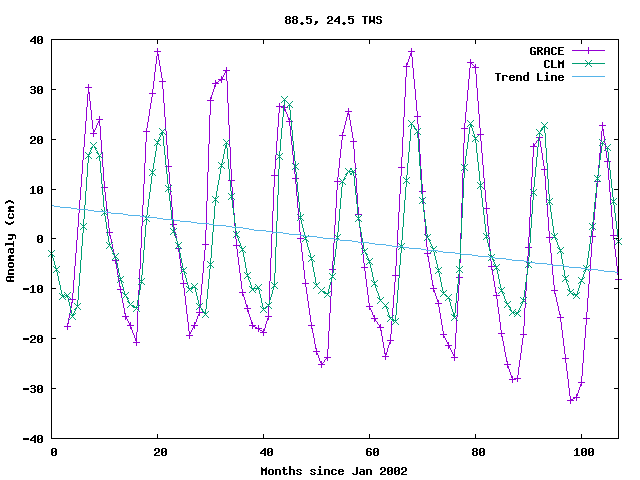 88.5, 24.5 TWS
GRACE
CLM
Trend Line
40
30
20
10
0
-10
-20
-30
-40
Anomaly (cm)
0 20 40 60 80 100
Months since Jan 2002